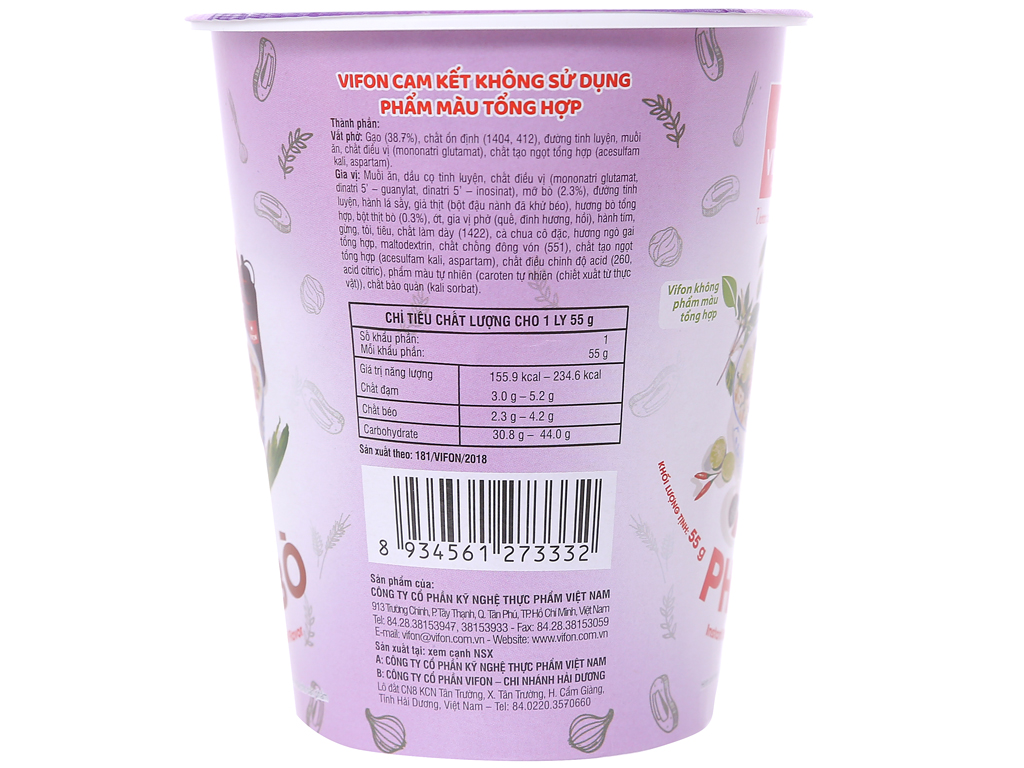 VIFON CAM KẾT KHÔNG SỬ DỤNG
PHẨM MÀU TỔNG HỢP
Thành phần:
Vắt phở: Gạo (38.7%), chất ổn định (1404, 412), đường tinh luyện, muối
ăn, chất điều vị (mononatri glutamat), chất tạo ngọt tổng hợp (acesulfam
kali, aspartam).
Gia vị: Muối ăn, dầu cọ tinh luyện, chất điều vị (mononatri glutamat,
dinatri 5' – guanylat, dinatri 5' – inosinat), mỡ bò (2.3%), đường tinh
luyện, hành lá sấy, giả thịt (bột đậu nành đã khử béo), hương bò tổng
hợp, bột thịt bò (0.3%), ớt, gia vị phở (quế, đinh hương, hồi), hành tím,
gừng, tỏi, tiêu, chất làm dày (1422), cà chua cô đặc, hương ngò gai
tổng hợp, maltodextrin, chất chống đông vón (551), chất tạo ngọt
tổng hợp (acesulfam kali, aspartam), chất điều chỉnh độ acid (260,
acid citric), phẩm màu tự nhiên (caroten tự nhiên (chiết xuất từ thực
vật)), chất bảo quản (kali sorbat).
CHỈ TIÊU CHẤT LƯỢNG CHO 1 LY 55 g
Số khẩu phần: 1
Mỗi khẩu phần: 55 g
Giá trị năng lượng 155.9 kcal – 234.6 kcal
Chất đạm 3.0 g – 5.2 g
Chất béo 2.3 g – 4.2 g
Carbohydrate 30.8 g – 44.0 g
Sản xuất theo: 181/VIFON/2018
8 934561 273332
Sản phẩm của:
CÔNG TY CỔ PHẦN KỸ NGHỆ THỰC PHẨM VIỆT NAM
913 Trường Chinh, P.Tây Thạnh, Q. Tân Phú, TP.Hồ Chí Minh, Việt Nam
Tel: 84.28.38153947, 38153933 - Fax: 84.28.38153059
E-mail: vifon@vifon.com.vn - Website: www.vifon.com.vn
Sản xuất tại: xem cạnh NSX
A: CÔNG TY CỔ PHẦN KỸ NGHỆ THỰC PHẨM VIỆT NAM
B: CÔNG TY CỔ PHẦN VIFON – CHI NHÁNH HẢI DƯƠNG
Lô đất CN8 KCN Tân Trường, X. Tân Trường, H. Cẩm Giàng,
Tỉnh Hải Dương, Việt Nam – Tel: 84.0220.3570660
Vifon không
phẩm màu
tổng hợp
KHỐI LƯỢNG TỊNH: 55 g